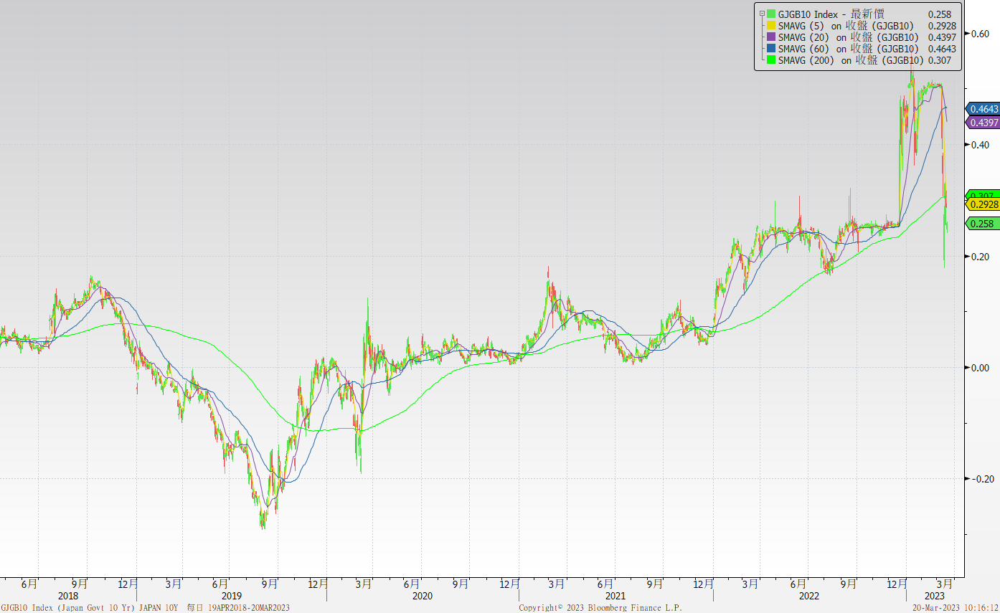 GJGB10 Index - 最新價 0.258
SMAVG (5) on 收盤 (GJGB10) 0.2928
SMAVG (20) on 收盤 (GJGB10) 0.4397
SMAVG (60) on 收盤 (GJGB10) 0.4643
SMAVG (200) on 收盤 (GJGB10) 0.307
0.60
0.4643
0.4397
0.40
0.307
0.2928
0.258
0.20
0.00
-0.20
6月 9月 12月 3月 6月 9月 12月 3月 6月 9月 12月 3月 6月 9月 12月 3月 6月 9月 12月 3月
2018 2019 2020 2021 2022 2023
GJGB10 Index (Japan Govt 10 Yr) JAPAN 10Y 每日 19APR2018-20MAR2023 Copyright© 2023 Bloomberg Finance L.P. 20-Mar-2023 10:16:12